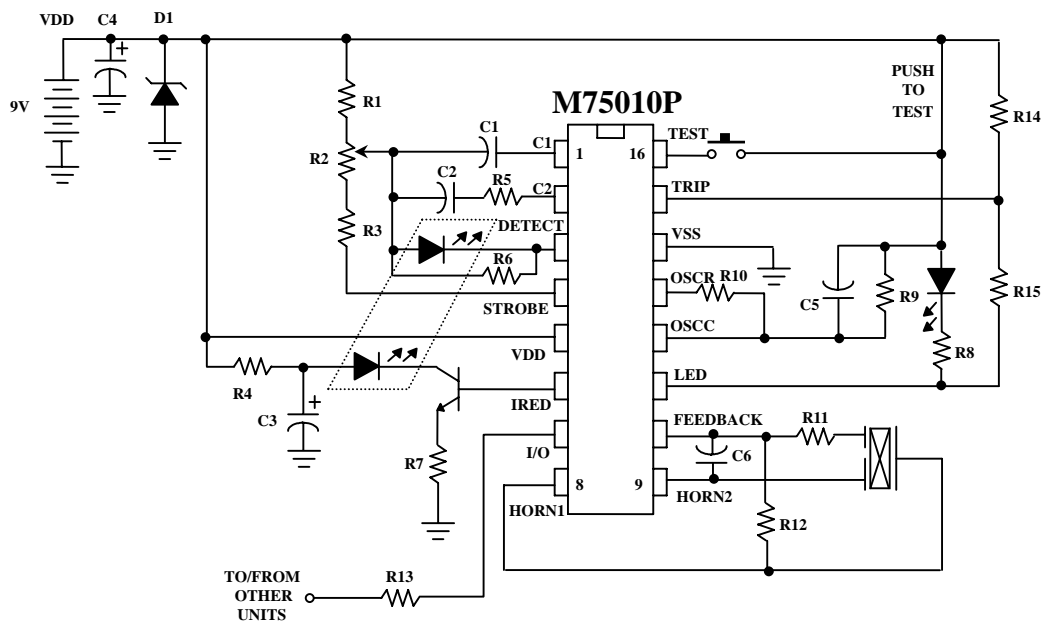 VDD
C4
D1
+
9V
R1
R2
R3
C1
C2
R5
R6
M75010P
C1
1
C2
DETECT
STROBE
VDD
IRED
I/O
8
HORN1
16
TEST
TRIP
VSS
OSCR
R10
OSCC
LED
FEEDBACK
9
HORN2
PUSH
TO
TEST
R14
R15
C5
R9
R8
R4
C3
+
R7
R11
C6
R12
TO/FROM
OTHER
UNITS
R13